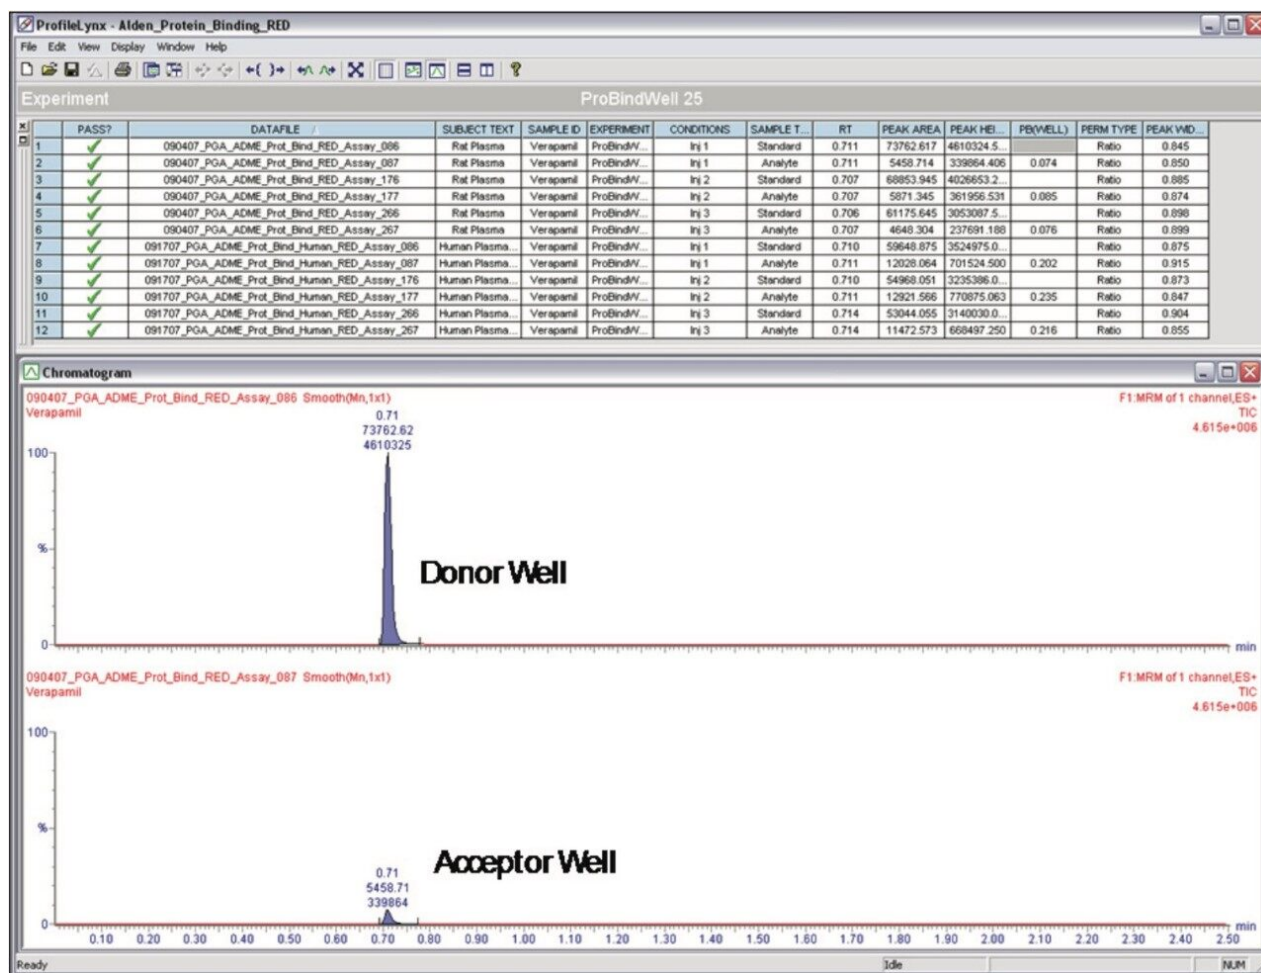 ProfileLynx - Alden_Protein_Binding_RED
File Edit View Display Window Help
Experiment ProBindWell 25
PASS? DATAFILE SUBJECT TEXT SAMPLE ID EXPERIMENT CONDITIONS SAMPLE T... RT PEAK AREA PEAK HEI... PB(WELL) PERM TYPE PEAK WID...
1 090407_PGA_ADME_Prot_Bind_RED_Assay_086 Rat Plasma Verapamil ProBindW... Inj 1 Standard 0.711 73762.617 4610324.5... Ratio 0.845
2 090407_PGA_ADME_Prot_Bind_RED_Assay_087 Rat Plasma Verapamil ProBindW... Inj 1 Analyte 0.711 5458.714 339864.406 0.074 Ratio 0.850
3 090407_PGA_ADME_Prot_Bind_RED_Assay_176 Rat Plasma Verapamil ProBindW... Inj 2 Standard 0.707 68853.945 4026653.2... Ratio 0.885
4 090407_PGA_ADME_Prot_Bind_RED_Assay_177 Rat Plasma Verapamil ProBindW... Inj 2 Analyte 0.707 5871.345 361956.531 0.085 Ratio 0.874
5 090407_PGA_ADME_Prot_Bind_RED_Assay_266 Rat Plasma Verapamil ProBindW... Inj 3 Standard 0.706 61175.645 3053087.5... Ratio 0.898
6 090407_PGA_ADME_Prot_Bind_RED_Assay_267 Rat Plasma Verapamil ProBindW... Inj 3 Analyte 0.707 4648.304 237691.188 0.076 Ratio 0.899
7 091707_PGA_ADME_Prot_Bind_Human_RED_Assay_086 Human Plasma... Verapamil ProBindW... Inj 1 Standard 0.710 59648.875 3524975.0... Ratio 0.875
8 091707_PGA_ADME_Prot_Bind_Human_RED_Assay_087 Human Plasma... Verapamil ProBindW... Inj 1 Analyte 0.711 12028.064 701524.500 0.202 Ratio 0.915
9 091707_PGA_ADME_Prot_Bind_Human_RED_Assay_176 Human Plasma... Verapamil ProBindW... Inj 2 Standard 0.710 54968.051 3235386.0... Ratio 0.873
10 091707_PGA_ADME_Prot_Bind_Human_RED_Assay_177 Human Plasma... Verapamil ProBindW... Inj 2 Analyte 0.711 12921.566 770875.063 0.235 Ratio 0.847
11 091707_PGA_ADME_Prot_Bind_Human_RED_Assay_266 Human Plasma... Verapamil ProBindW... Inj 3 Standard 0.714 53044.055 3140030.0... Ratio 0.904
12 091707_PGA_ADME_Prot_Bind_Human_RED_Assay_267 Human Plasma... Verapamil ProBindW... Inj 3 Analyte 0.714 11472.573 668497.250 0.216 Ratio 0.855
Chromatogram
090407_PGA_ADME_Prot_Bind_RED_Assay_086 Smooth(Mn,1x1) F1:MRM of 1 channel,ES+
Verapamil TIC
4.615e+006
0.71
73762.62
4610325
100
%
Donor Well
0
min
090407_PGA_ADME_Prot_Bind_RED_Assay_087 Smooth(Mn,1x1) F1:MRM of 1 channel,ES+
Verapamil TIC
4.615e+006
100
%
Acceptor Well
0.71
5458.71
339864
0
min
0.10 0.20 0.30 0.40 0.50 0.60 0.70 0.80 0.90 1.00 1.10 1.20 1.30 1.40 1.50 1.60 1.70 1.80 1.90 2.00 2.10 2.20 2.30 2.40 2.50
Ready Idle NUM